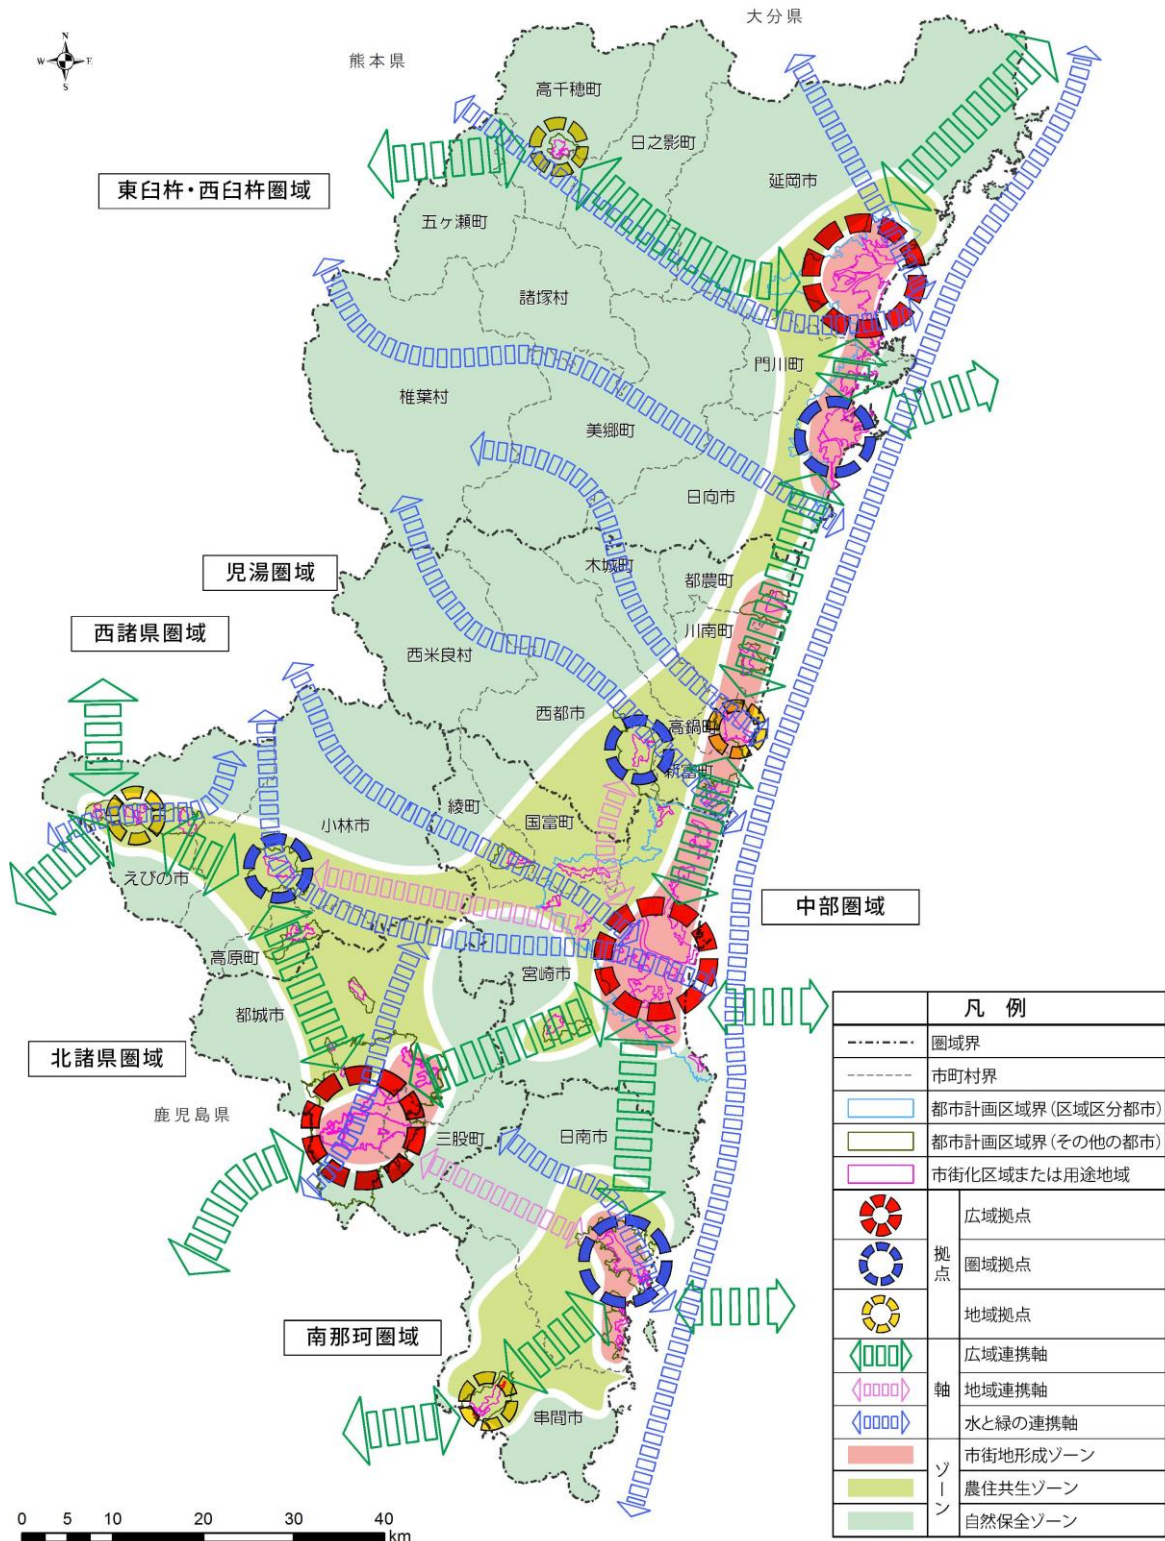 大分県
N
W E
S
熊本県
高千穂町
日之影町
延岡市
東臼杵・西臼杵圏域
五ヶ瀬町
諸塚村
門川町
椎葉村
美郷町
日向市
児湯圏域
木城町
都農町
川南町
西諸県圏域
西米良村
西都市
高鍋町
新富町
綾町
国富町
小林市
えびの市
中部圏域
高原町
宮崎市
都城市
北諸県圏域
鹿児島県
三股町
日南市
南那珂圏域
串間市
凡 例
圏域界
市町村界
都市計画区域界(区域区分都市)
都市計画区域界(その他の都市)
市街化区域または用途地域
拠点
広域拠点
圏域拠点
地域拠点
軸
広域連携軸
地域連携軸
水と緑の連携軸
ゾーン
市街地形成ゾーン
農住共生ゾーン
自然保全ゾーン
0 5 10 20 30 40
km